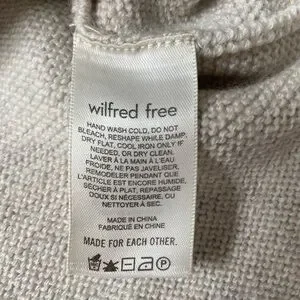 wilfred free
HAND WASH COLD, DO NOT
BLEACH, RESHAPE WHILE DAMP,
DRY FLAT, COOL IRON ONLY IF
NEEDED, OR DRY CLEAN.
LAVER À LA MAIN À L'EAU
FROIDE, NE PAS JAVELISER,
REMODELER PENDANT QUE
L'ARTICLE EST ENCORE HUMIDE,
SÉCHER À PLAT, REPASSAGE
DOUX SI NÉCESSAIRE, OU
NETTOYER À SEC.
MADE IN CHINA
FABRIQUÉ EN CHINE
MADE FOR EACH OTHER.
P